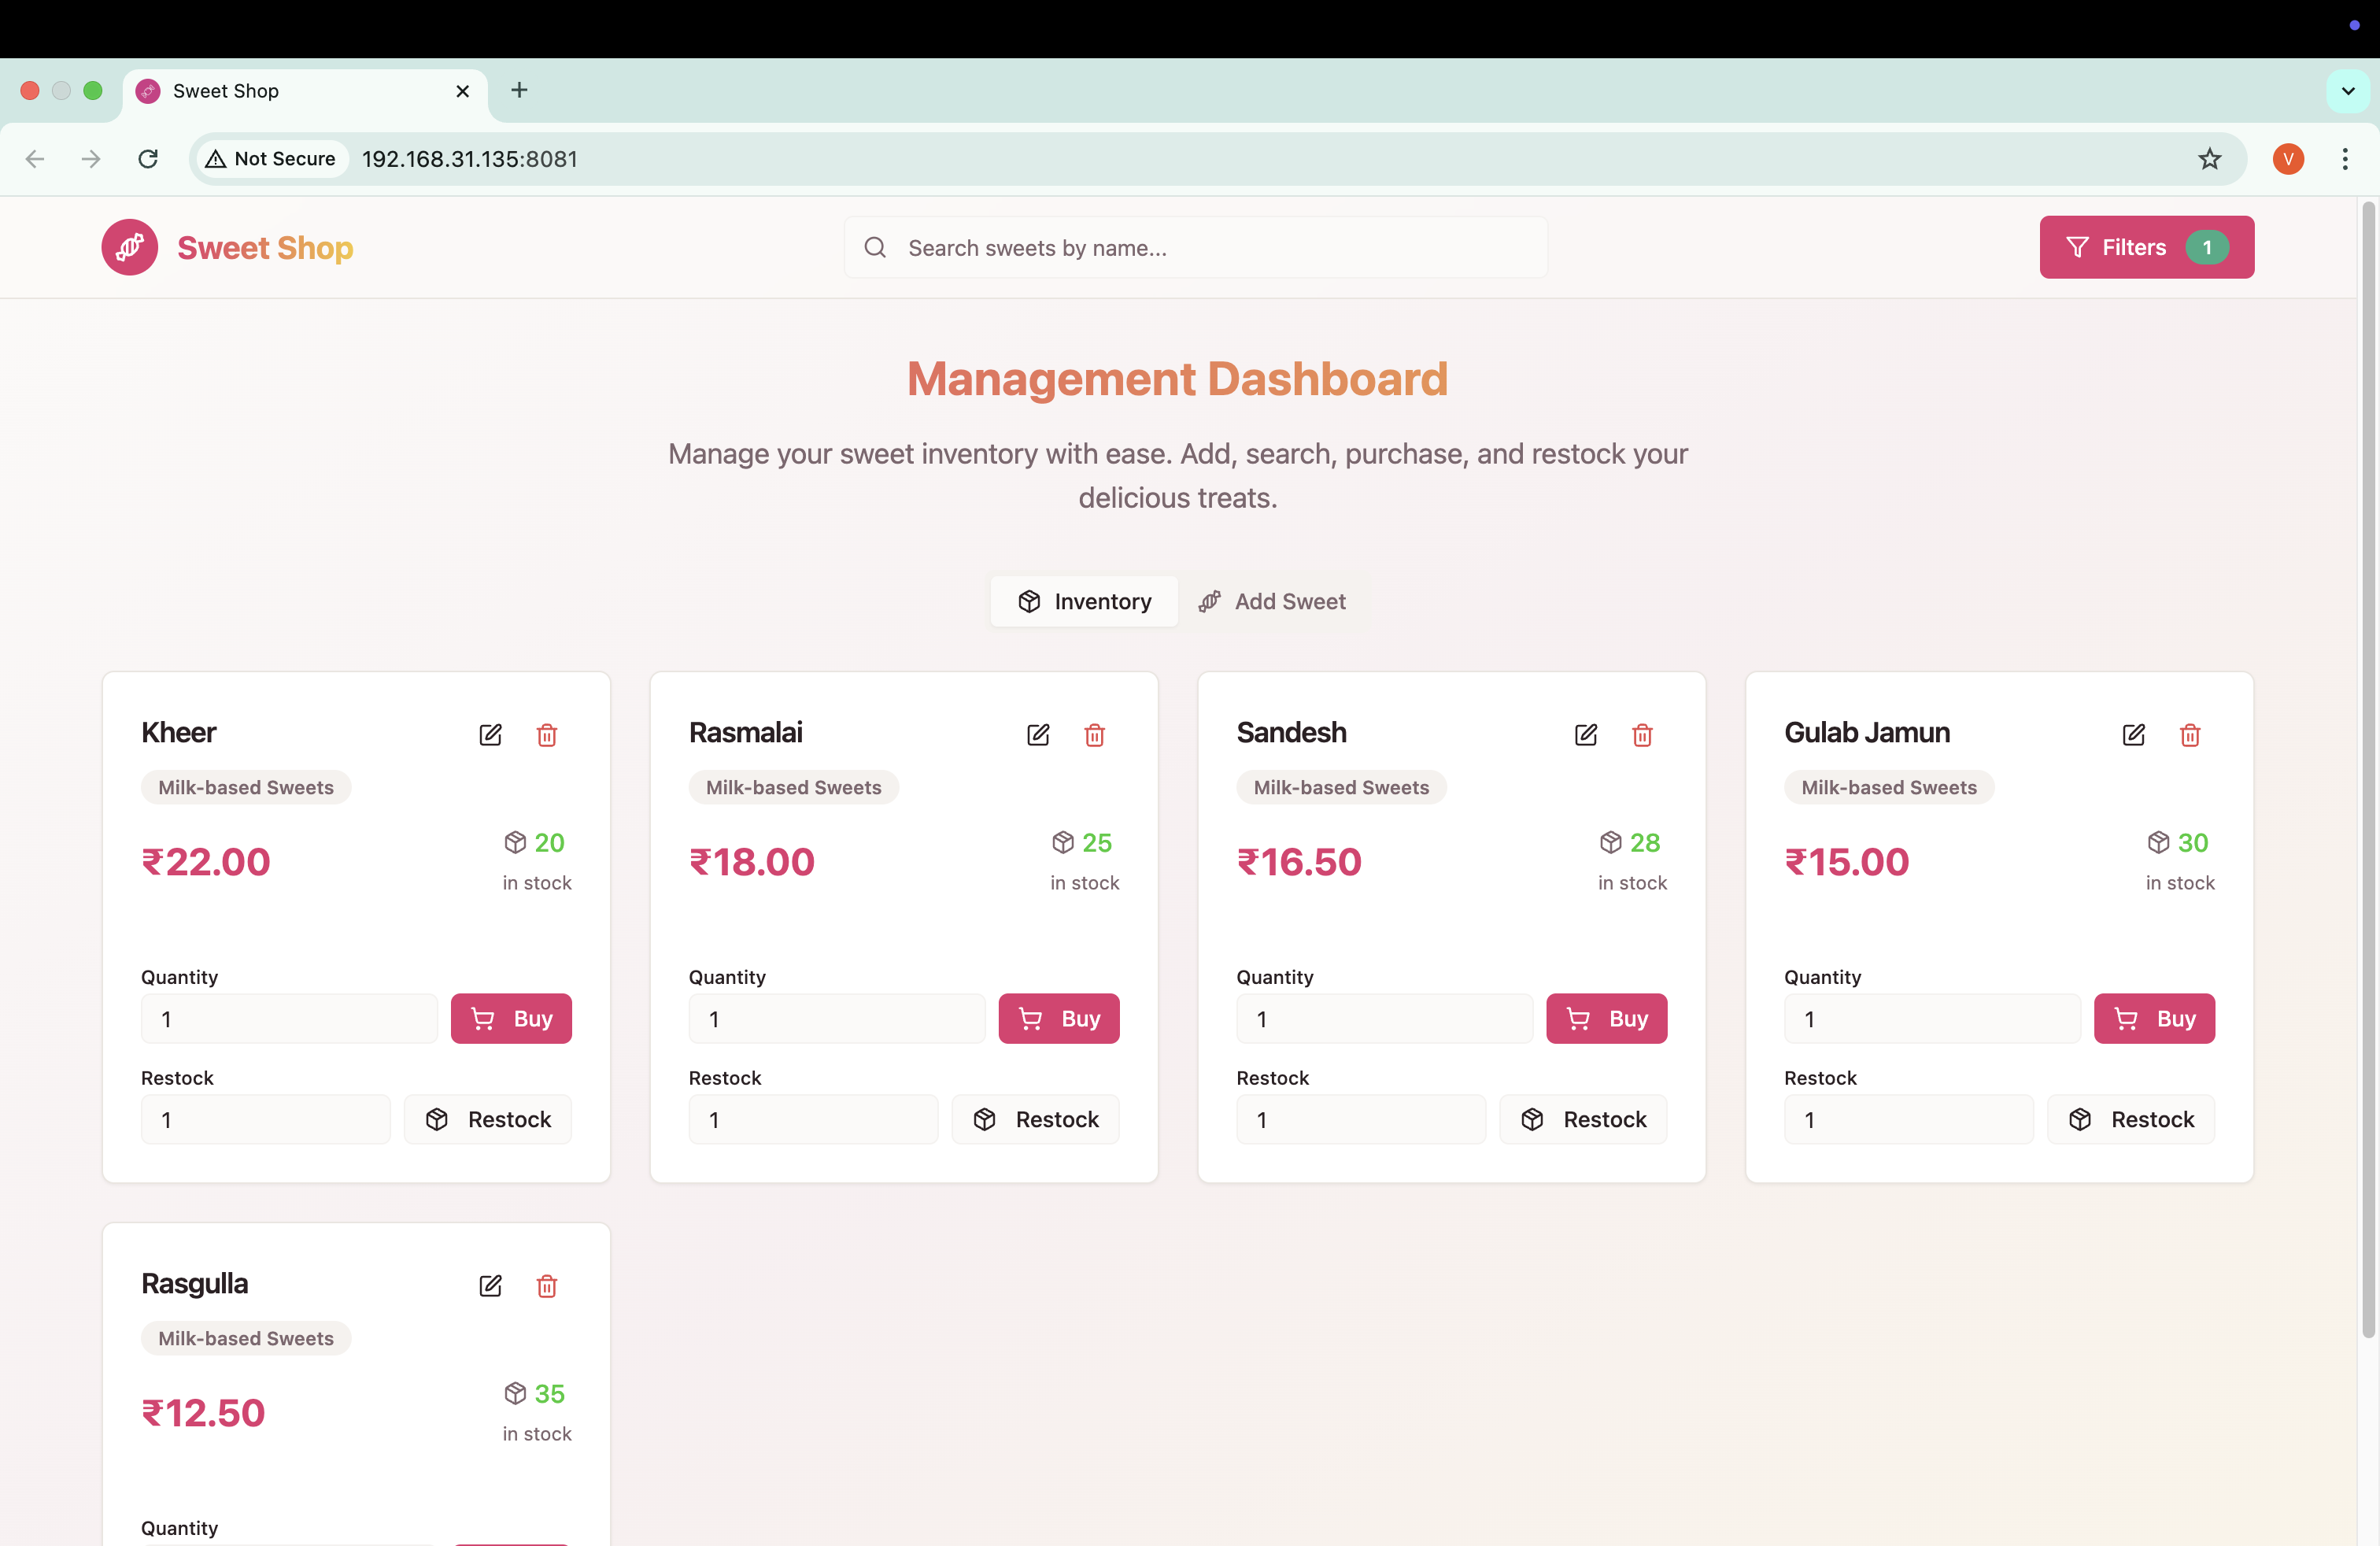 Sweet Shop
Not Secure 192.168.31.135:8081
V
Sweet Shop
Search sweets by name...
Filters 1
Management Dashboard
Manage your sweet inventory with ease. Add, search, purchase, and restock your
delicious treats.
Inventory Add Sweet
Kheer
Milk-based Sweets
₹22.00
20
in stock
Quantity
1 Buy
Restock
1 Restock
Rasmalai
Milk-based Sweets
₹18.00
25
in stock
Quantity
1 Buy
Restock
1 Restock
Sandesh
Milk-based Sweets
₹16.50
28
in stock
Quantity
1 Buy
Restock
1 Restock
Gulab Jamun
Milk-based Sweets
₹15.00
30
in stock
Quantity
1 Buy
Restock
1 Restock
Rasgulla
Milk-based Sweets
₹12.50
35
in stock
Quantity